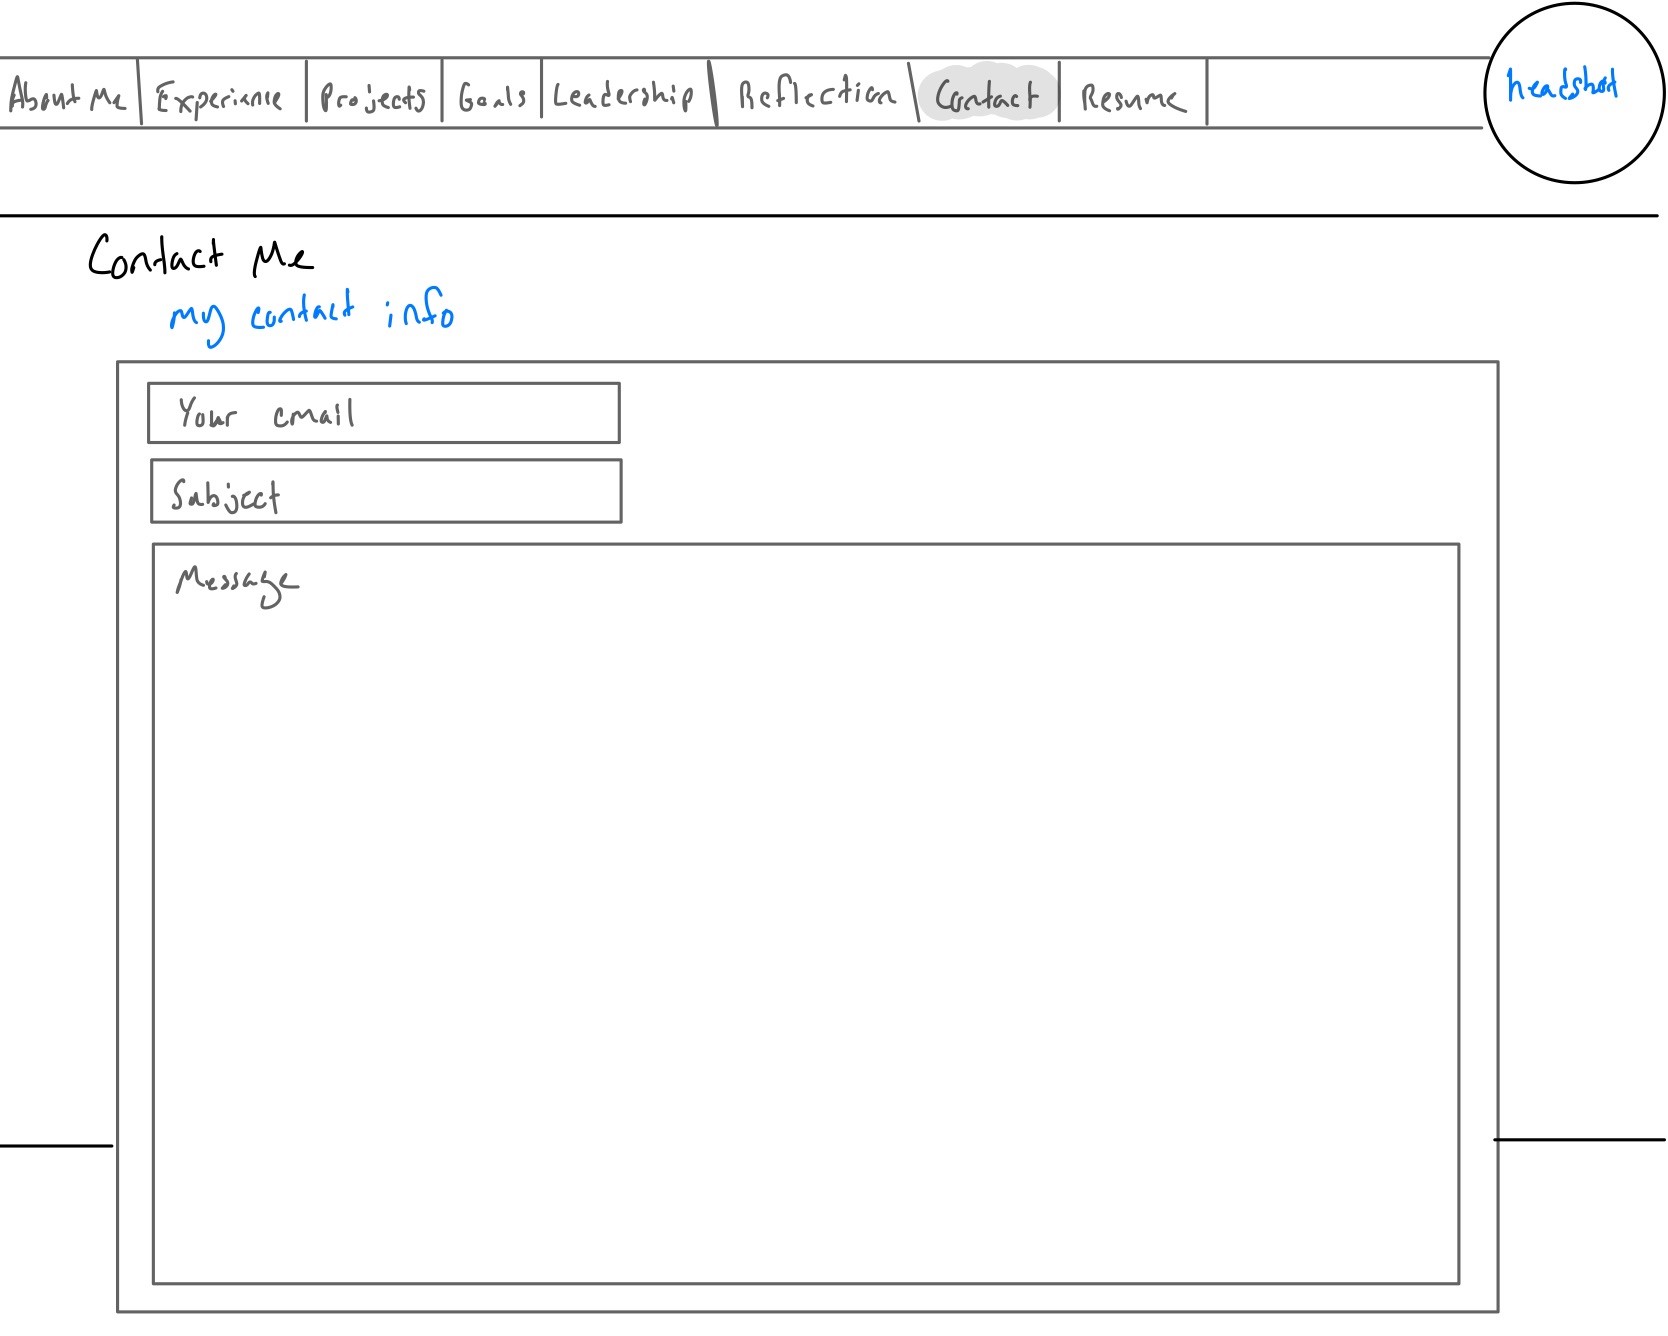 About Me Experience Projects Goals Leadership Reflection Contact Resume headshot
Contact Me
my contact info
Your email
Subject
Message